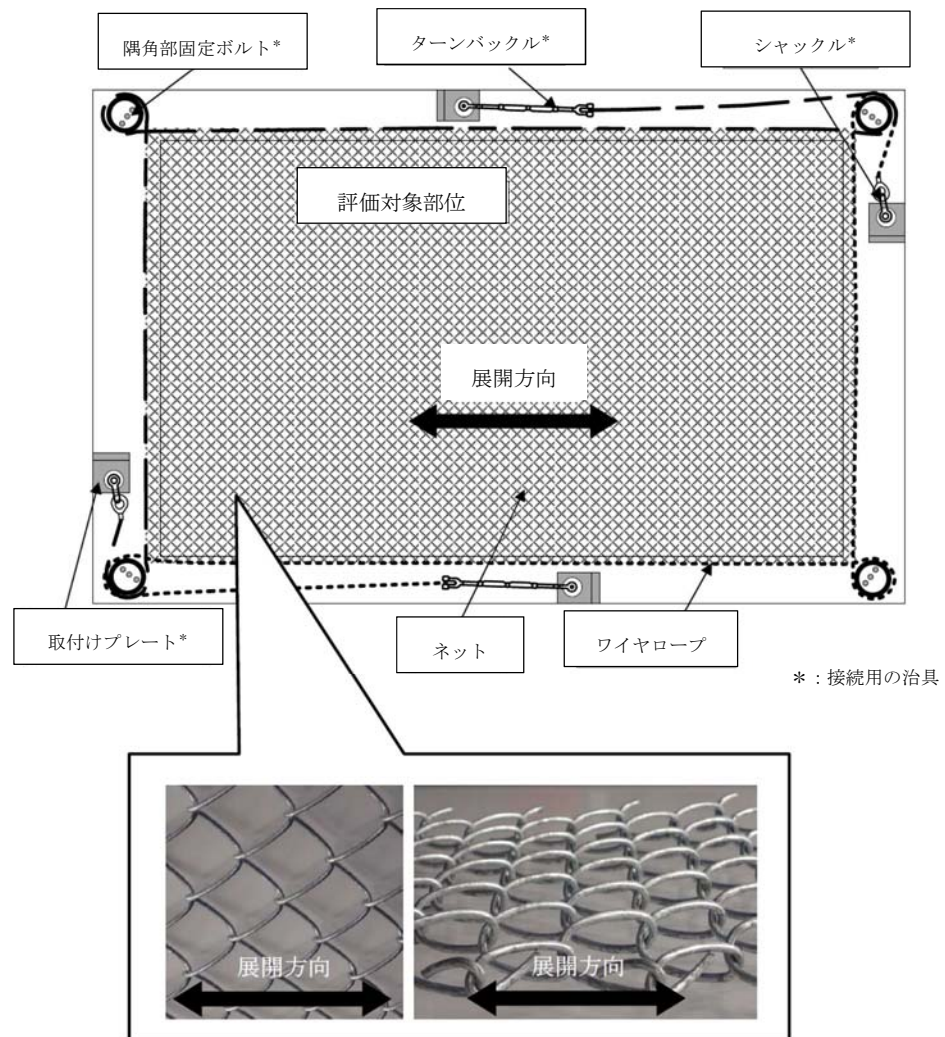 隅角部固定ボルト*
ターンバックル*
シャックル*
評価対象部位
展開方向
取付けプレート*
ネット
ワイヤロープ
*:接続用の治具
展開方向
展開方向